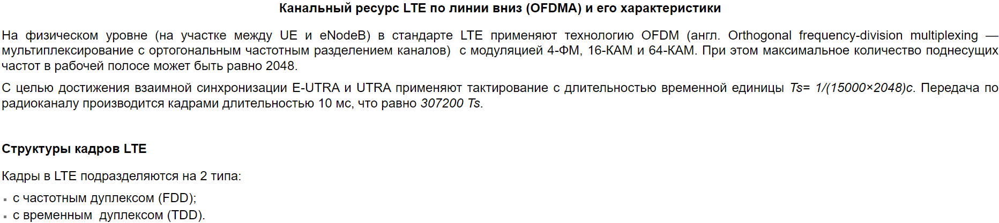 Канальный ресурс LTE по линии вниз (OFDMA) и его характеристики
На физическом уровне (на участке между UE и eNodeB) в стандарте LTE применяют технологию OFDM (англ. Orthogonal frequency-division multiplexing —
мультиплексирование с ортогональным частотным разделением каналов)  с модуляцией 4-ФМ, 16-КАМ и 64-КАМ. При этом максимальное количество поднесущих
частот в рабочей полосе может быть равно 2048.
С целью достижения взаимной синхронизации E-UTRA и UTRA применяют тактирование с длительностью временной единицы Ts= 1/(15000×2048)с. Передача по
радиоканалу производится кадрами длительностью 10 мс, что равно 307200 Ts.
Структуры кадров LTE
Кадры в LTE подразделяются на 2 типа:
▪ с частотным дуплексом (FDD);
▪ с временным  дуплексом (TDD).